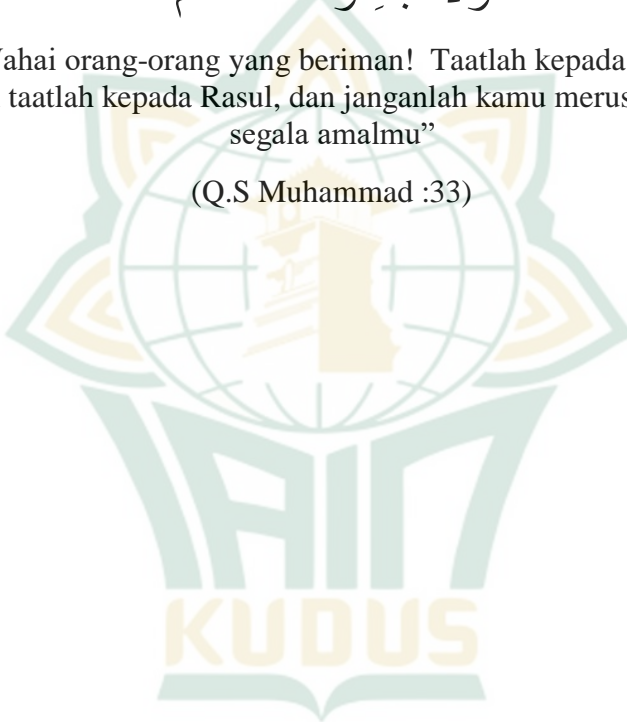 ahai orang-orang yang beriman! Taatlah kepada
taatlah kepada Rasul, dan janganlah kamu merus
segala amalmu”
(Q.S Muhammad :33)
IAIN
KUDUS